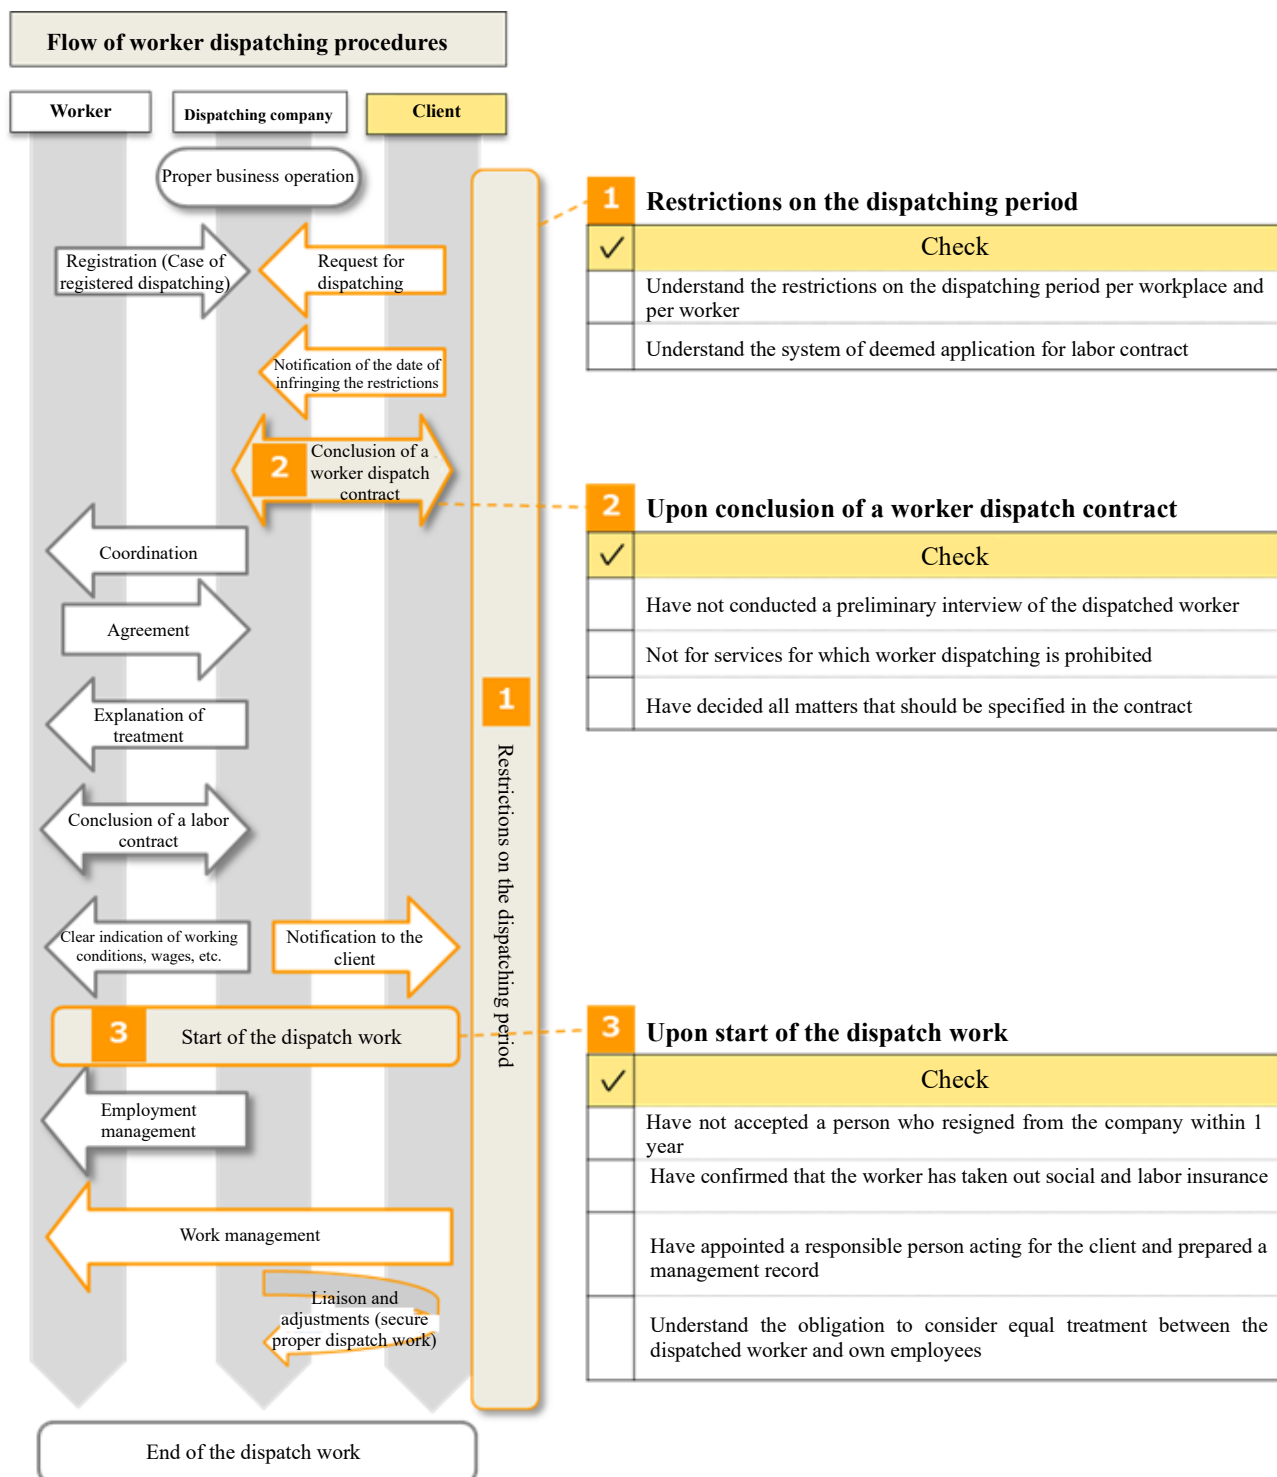 Flow of worker dispatching procedures
Worker
Dispatching company
Client
Proper business operation
Registration (Case of
registered dispatching)
Request for
dispatching
Notification of the date of
infringing the restrictions
2
Conclusion of a
worker dispatch
contract
Coordination
Agreement
Explanation of
treatment
Conclusion of a labor
contract
Clear indication of working
conditions, wages, etc.
Notification to the
client
3
Start of the dispatch work
Employment
management
Work management
Liaison and
adjustments (secure
proper dispatch work)
End of the dispatch work
1
Restrictions on the dispatching period
1
Restrictions on the dispatching period
✓
Check
Understand the restrictions on the dispatching period per workplace and
per worker
Understand the system of deemed application for labor contract
2
Upon conclusion of a worker dispatch contract
✓
Check
Have not conducted a preliminary interview of the dispatched worker
Not for services for which worker dispatching is prohibited
Have decided all matters that should be specified in the contract
3
Upon start of the dispatch work
✓
Check
Have not accepted a person who resigned from the company within 1
year
Have confirmed that the worker has taken out social and labor insurance
Have appointed a responsible person acting for the client and prepared a
management record
Understand the obligation to consider equal treatment between the
dispatched worker and own employees